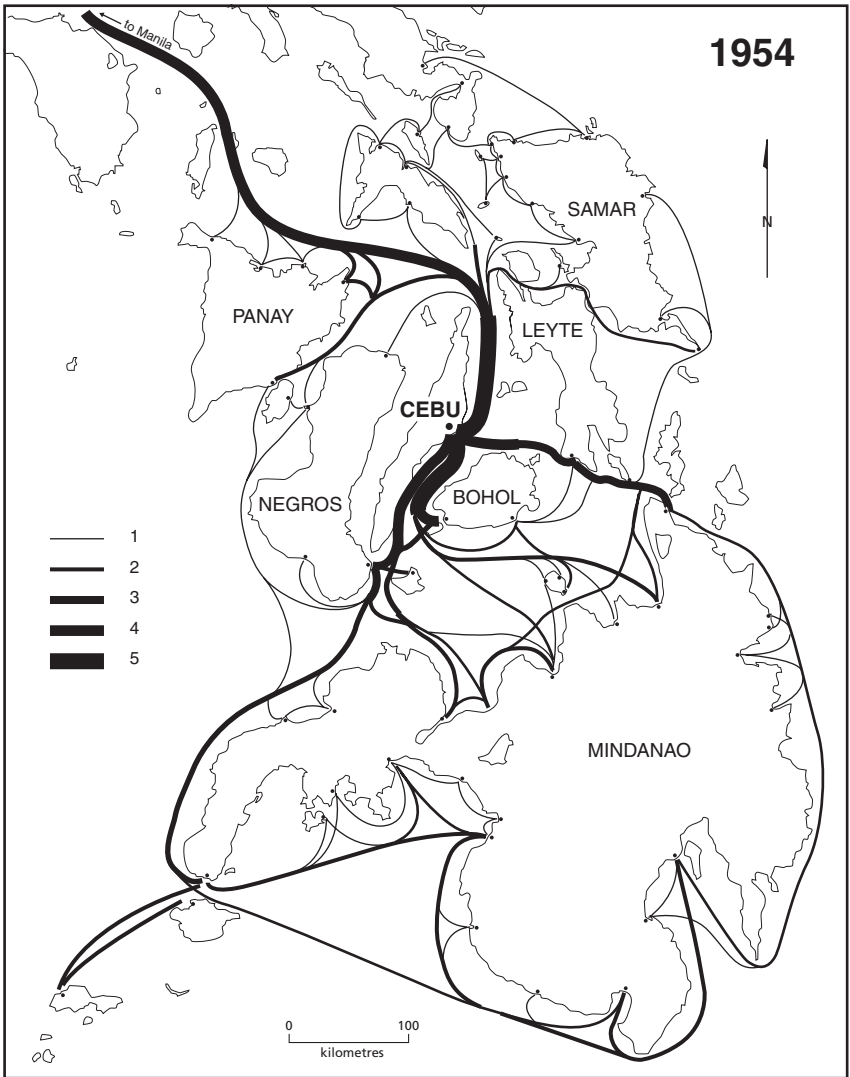 1954
to Manila
SAMAR
N
PANAY
LEYTE
CEBU
NEGROS
BOHOL
1
2
3
4
5
MINDANAO
0 100
kilometres